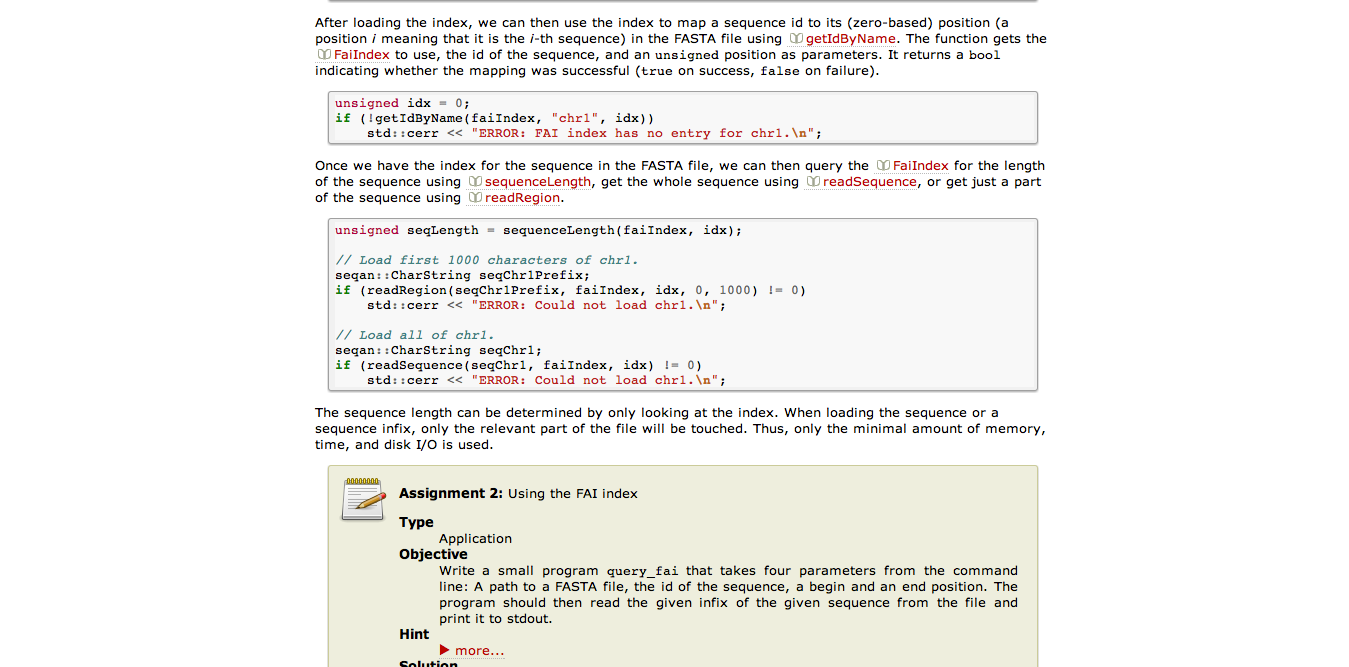 After loading the index, we can then use the index to map a sequence id to its (zero-based) position (a
position i meaning that it is the i-th sequence) in the FASTA file using getIdByName. The function gets the
FaiIndex to use, the id of the sequence, and an unsigned position as parameters. It returns a bool
indicating whether the mapping was successful (true on success, false on failure).
unsigned idx = 0;
if (!getIdByName(faiIndex, "chr1", idx))
    std::cerr << "ERROR: FAI index has no entry for chr1.\n";
Once we have the index for the sequence in the FASTA file, we can then query the FaiIndex for the length
of the sequence using sequenceLength, get the whole sequence using readSequence, or get just a part
of the sequence using readRegion.
unsigned seqLength = sequenceLength(faiIndex, idx);
// Load first 1000 characters of chr1.
seqan::CharString seqChr1Prefix;
if (readRegion(seqChr1Prefix, faiIndex, idx, 0, 1000) != 0)
    std::cerr << "ERROR: Could not load chr1.\n";
// Load all of chr1.
seqan::CharString seqChr1;
if (readSequence(seqChr1, faiIndex, idx) != 0)
    std::cerr << "ERROR: Could not load chr1.\n";
The sequence length can be determined by only looking at the index. When loading the sequence or a
sequence infix, only the relevant part of the file will be touched. Thus, only the minimal amount of memory,
time, and disk I/O is used.
Assignment 2: Using the FAI index
Type
Application
Objective
Write a small program query_fai that takes four parameters from the command
line: A path to a FASTA file, the id of the sequence, a begin and an end position. The
program should then read the given infix of the given sequence from the file and
print it to stdout.
Hint
more...
Solution